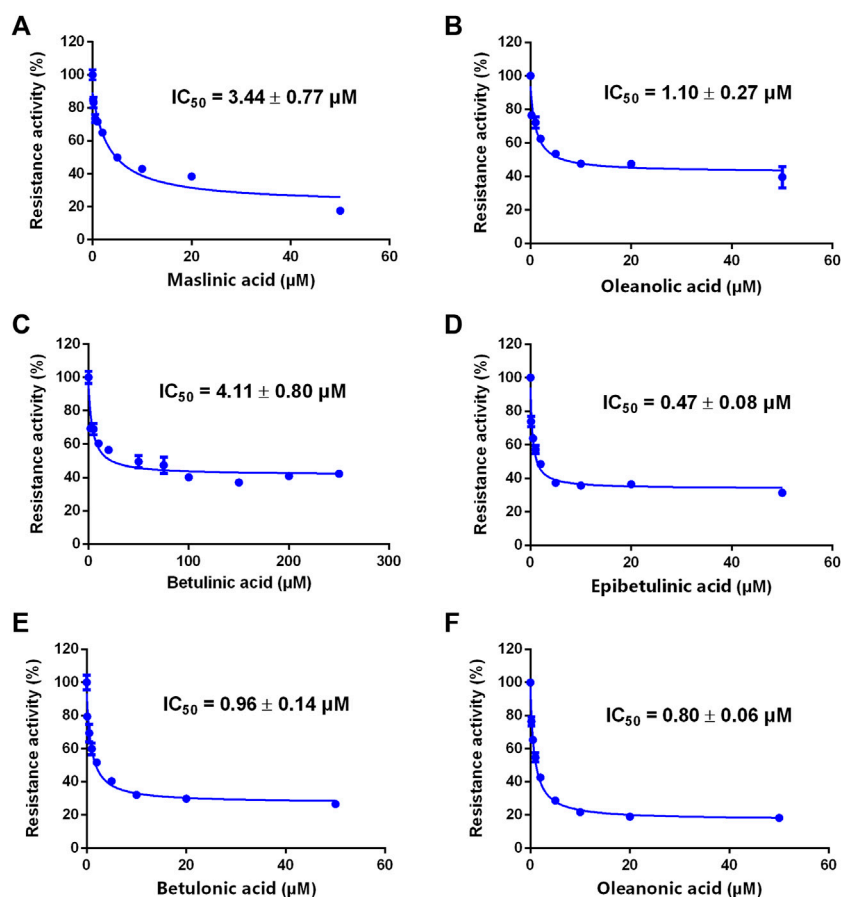 A
Resistance activity (%)
120
100
80
60
40
20
0
IC50 = 3.44 ± 0.77 μM
0 20 40 60
Maslinic acid (μM)
B
Resistance activity (%)
120
100
80
60
40
20
0
IC50 = 1.10 ± 0.27 μM
0 20 40 60
Oleanolic acid (μM)
C
Resistance activity (%)
120
100
80
60
40
20
0
IC50 = 4.11 ± 0.80 μM
0 100 200 300
Betulinic acid (μM)
D
Resistance activity (%)
120
100
80
60
40
20
0
IC50 = 0.47 ± 0.08 μM
0 20 40 60
Epibetulinic acid (μM)
E
Resistance activity (%)
120
100
80
60
40
20
0
IC50 = 0.96 ± 0.14 μM
0 20 40 60
Betulonic acid (μM)
F
Resistance activity (%)
120
100
80
60
40
20
0
IC50 = 0.80 ± 0.06 μM
0 20 40 60
Oleanonic acid (μM)